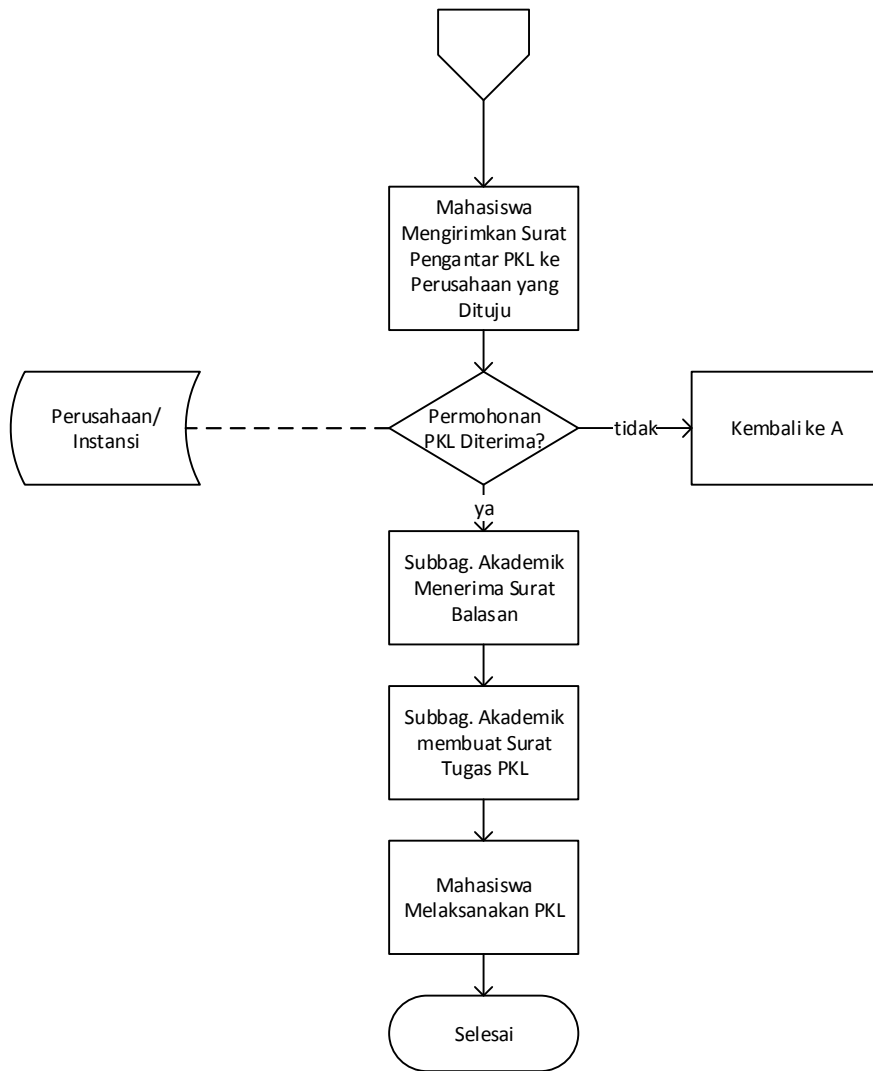 Mahasiswa
Mengirimkan Surat
Pengantar PKL ke
Perusahaan yang
Dituju
Perusahaan/
Instansi
Permohonan
PKL Diterima?
tidak
Kembali ke A
ya
Subbag. Akademik
Menerima Surat
Balasan
Subbag. Akademik
membuat Surat
Tugas PKL
Mahasiswa
Melaksanakan PKL
Selesai